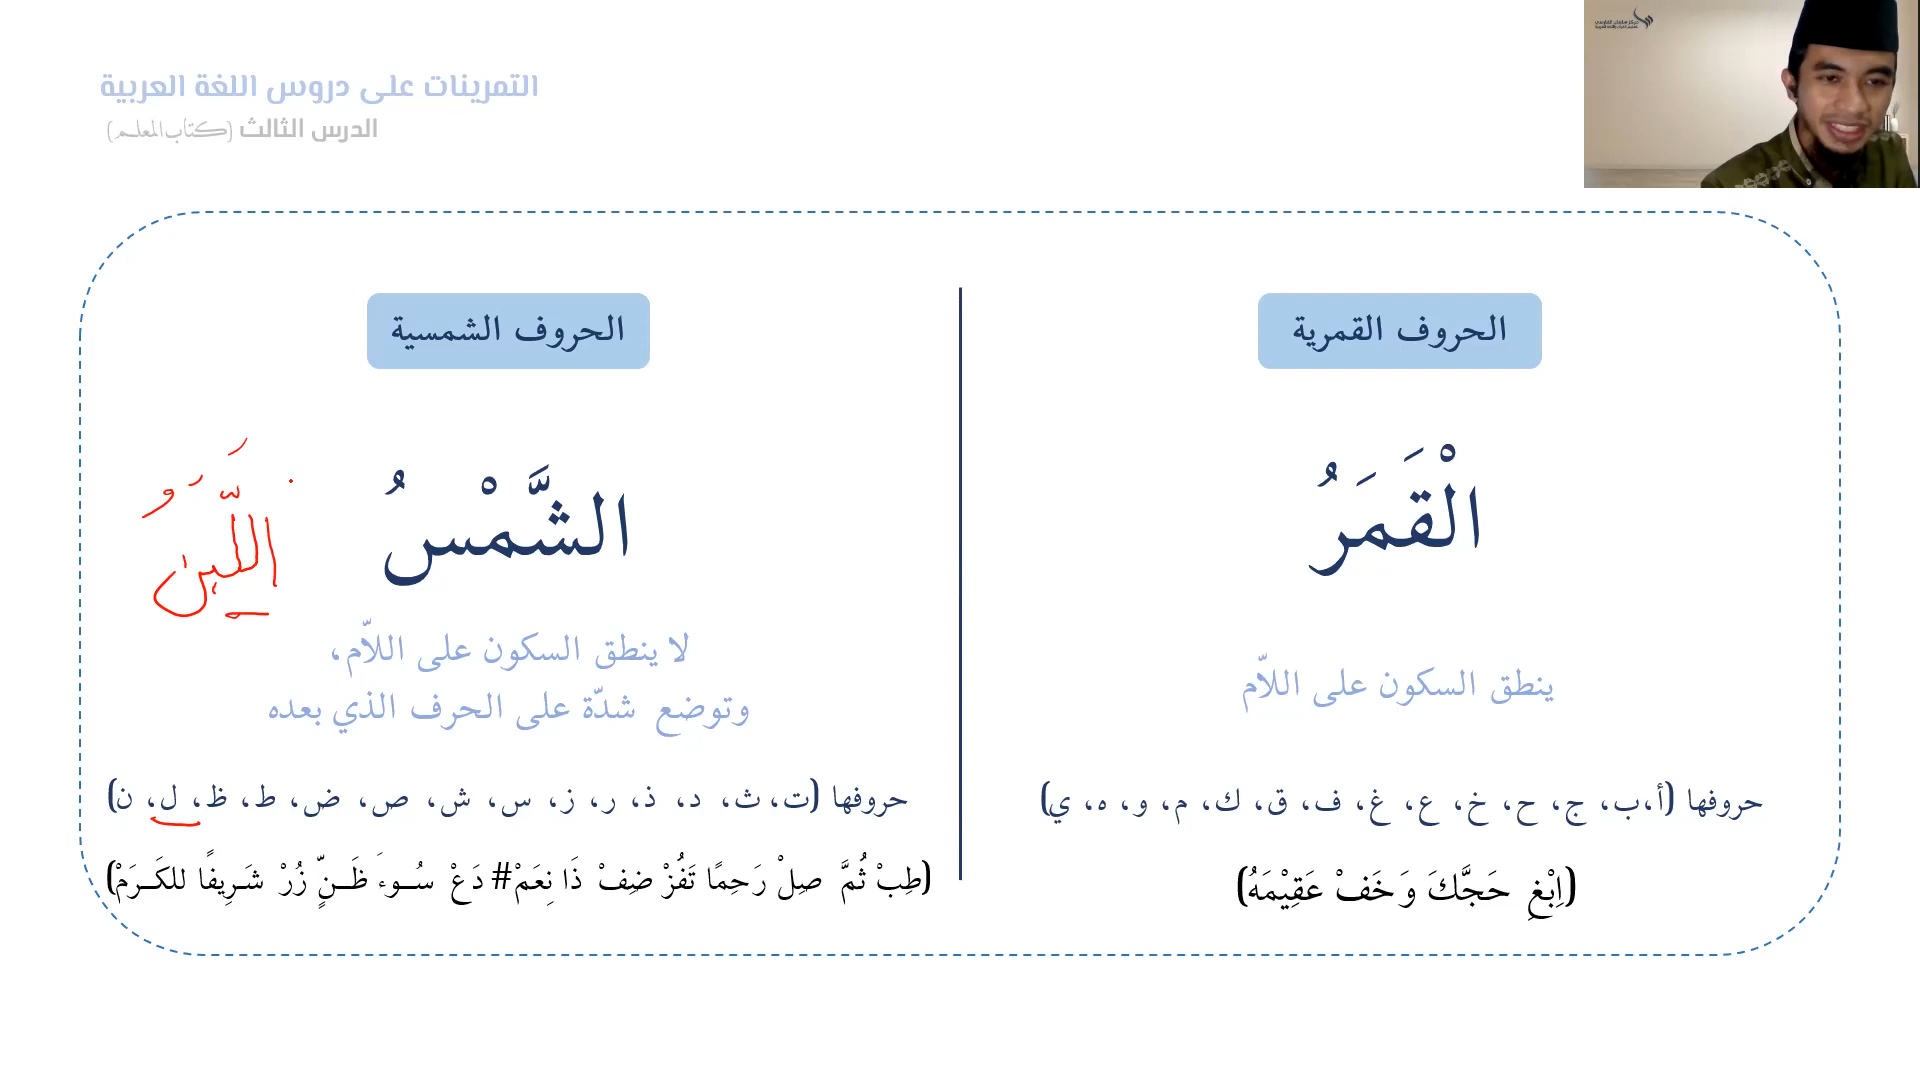 التمرينات على دروس اللغة العربية
الدرس الثالث (كتاب المعلم)
الحروف القمرية
الْقَمَرُ
ينطق السكون على اللاّم
حروفها (أ،ب، ج، ح، خ، ع، غ، ف، ق، ك، م، و، ه، ي)
(اِبْغِ حَجَّكَ وَخَفْ عَقِيْمَهُ)
الحروف الشمسية
الشَّمْسُ
اللَّبَنُ
لا ينطق السكون على اللاّم،
وتوضع شدّة على الحرف الذي بعده
حروفها (ت، ث، د، ذ، ر، ز، س، ش، ص، ض، ط، ظ، ل، ن)
(طِبْ ثُمَّ صِلْ رَحِمًا تَفُزْ ضِفْ ذَا نِعَمْ# دَعْ سُوءَ ظَنٍّ زُرْ شَرِيفًا للكَرَمْ)